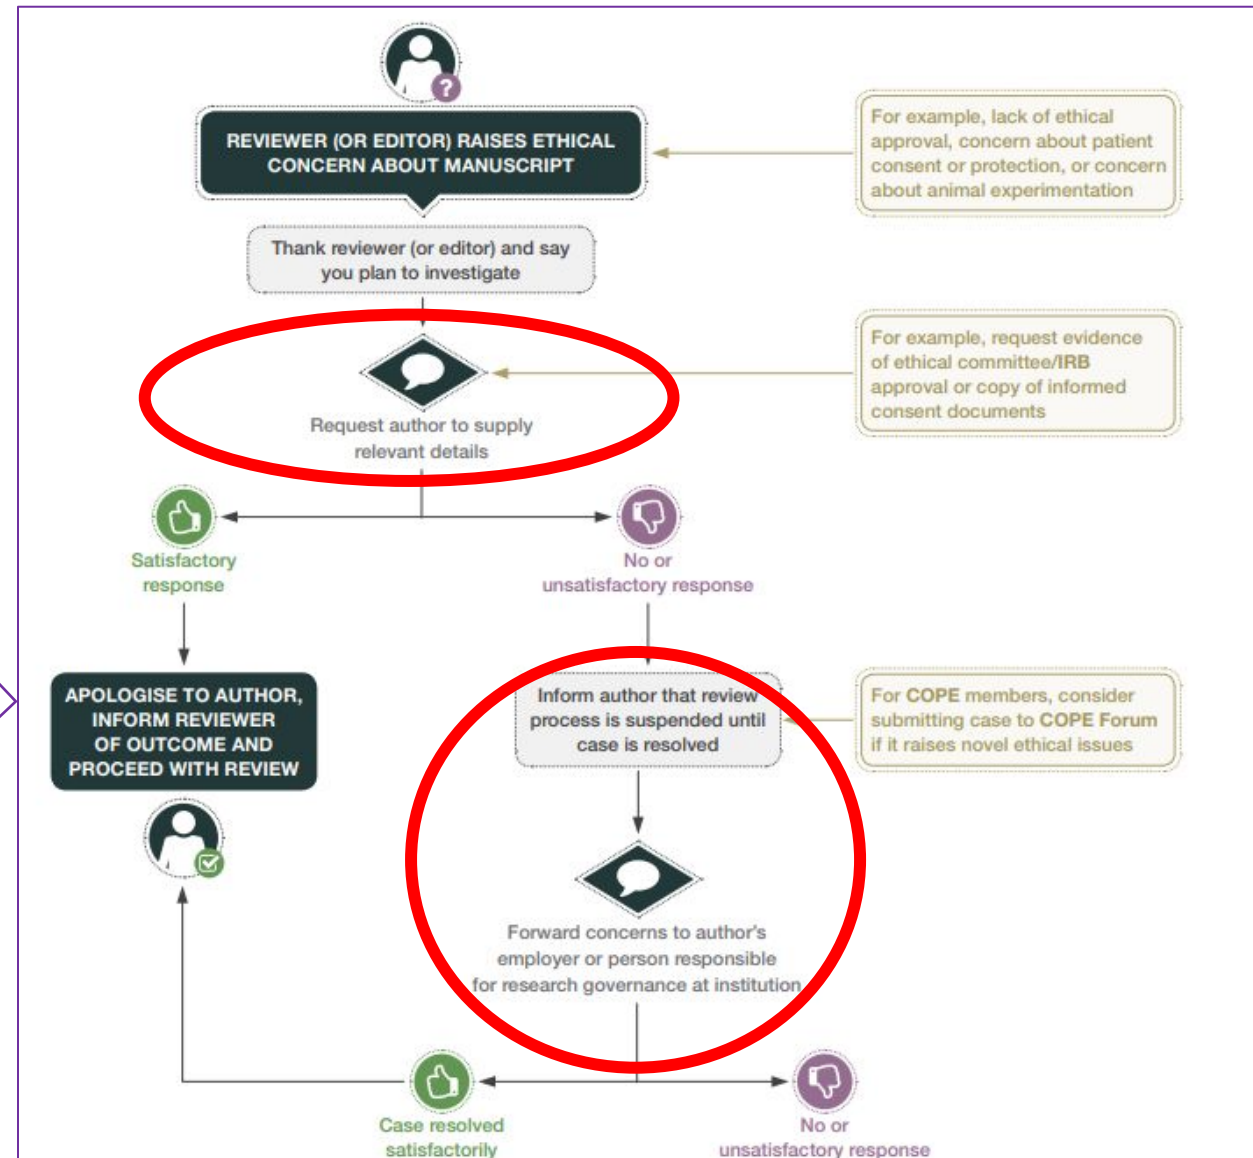 ?
REVIEWER (OR EDITOR) RAISES ETHICAL
CONCERN ABOUT MANUSCRIPT
For example, lack of ethical
approval, concern about patient
consent or protection, or concern
about animal experimentation
Thank reviewer (or editor) and say
you plan to investigate
For example, request evidence
of ethical committee/IRB
approval or copy of informed
consent documents
Request author to supply
relevant details
Satisfactory
response
No or
unsatisfactory response
APOLOGISE TO AUTHOR,
INFORM REVIEWER
OF OUTCOME AND
PROCEED WITH REVIEW
Inform author that review
process is suspended until
case is resolved
For COPE members, consider
submitting case to COPE Forum
if it raises novel ethical issues
Forward concerns to author's
employer or person responsible
for research governance at institution
Case resolved
satisfactorily
No or
unsatisfactory response